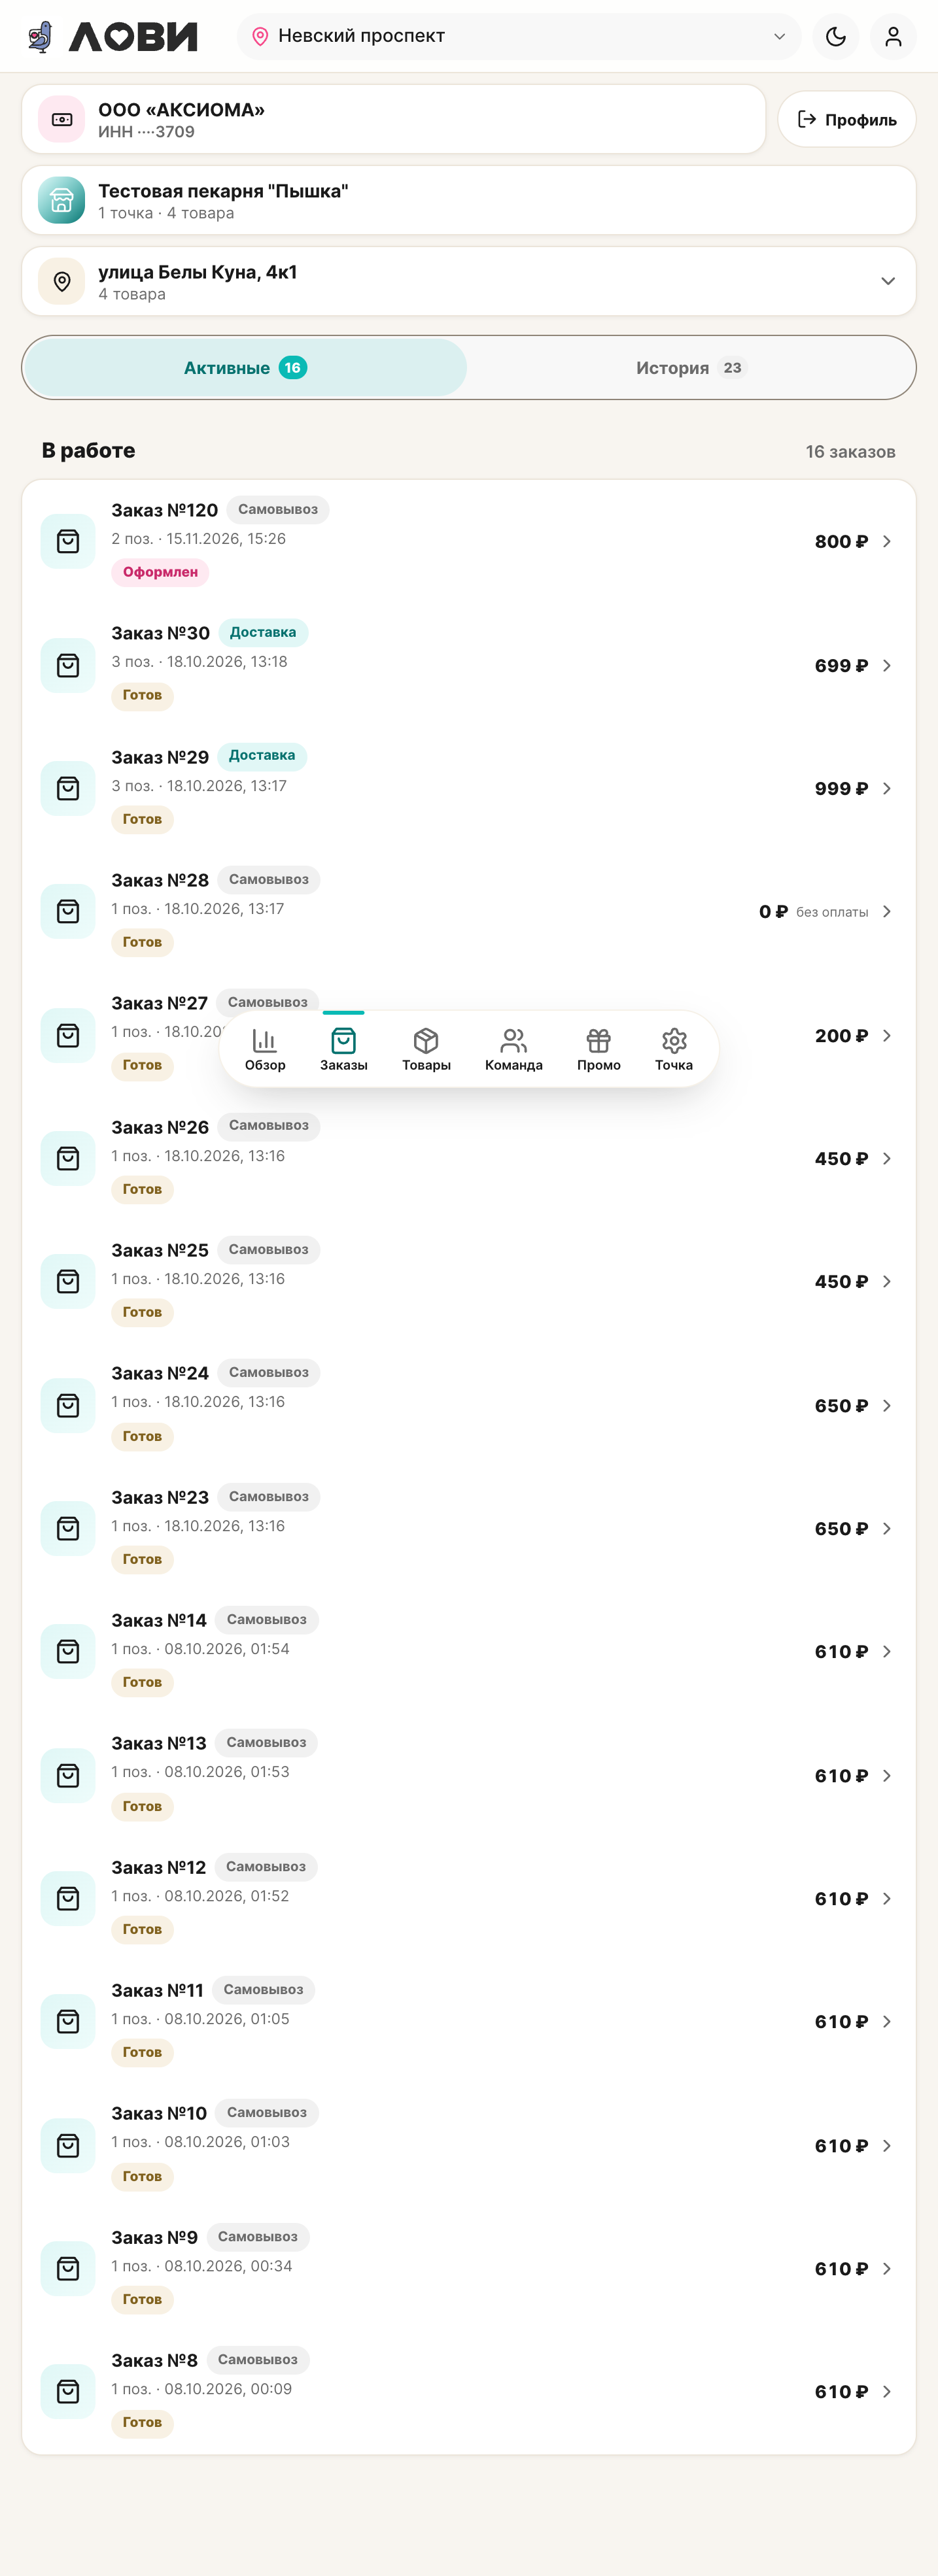 ЛОВИ
Невский проспект
ООО «АКСИОМА»
ИНН ····3709
Профиль
Тестовая пекарня "Пышка"
1 точка · 4 товара
улица Белы Куна, 4к1
4 товара
Активные 16
История 23
В работе
16 заказов
Заказ №120 Самовывоз
2 поз. · 15.11.2026, 15:26
Оформлен
800 ₽
Заказ №30 Доставка
3 поз. · 18.10.2026, 13:18
Готов
699 ₽
Заказ №29 Доставка
3 поз. · 18.10.2026, 13:17
Готов
999 ₽
Заказ №28 Самовывоз
1 поз. · 18.10.2026, 13:17
Готов
0 ₽ без оплаты
Заказ №27 Самовывоз
1 поз. · 18.10
Готов
200 ₽
Обзор
Заказы
Товары
Команда
Промо
Точка
Заказ №26 Самовывоз
1 поз. · 18.10.2026, 13:16
Готов
450 ₽
Заказ №25 Самовывоз
1 поз. · 18.10.2026, 13:16
Готов
450 ₽
Заказ №24 Самовывоз
1 поз. · 18.10.2026, 13:16
Готов
650 ₽
Заказ №23 Самовывоз
1 поз. · 18.10.2026, 13:16
Готов
650 ₽
Заказ №14 Самовывоз
1 поз. · 08.10.2026, 01:54
Готов
610 ₽
Заказ №13 Самовывоз
1 поз. · 08.10.2026, 01:53
Готов
610 ₽
Заказ №12 Самовывоз
1 поз. · 08.10.2026, 01:52
Готов
610 ₽
Заказ №11 Самовывоз
1 поз. · 08.10.2026, 01:05
Готов
610 ₽
Заказ №10 Самовывоз
1 поз. · 08.10.2026, 01:03
Готов
610 ₽
Заказ №9 Самовывоз
1 поз. · 08.10.2026, 00:34
Готов
610 ₽
Заказ №8 Самовывоз
1 поз. · 08.10.2026, 00:09
Готов
610 ₽